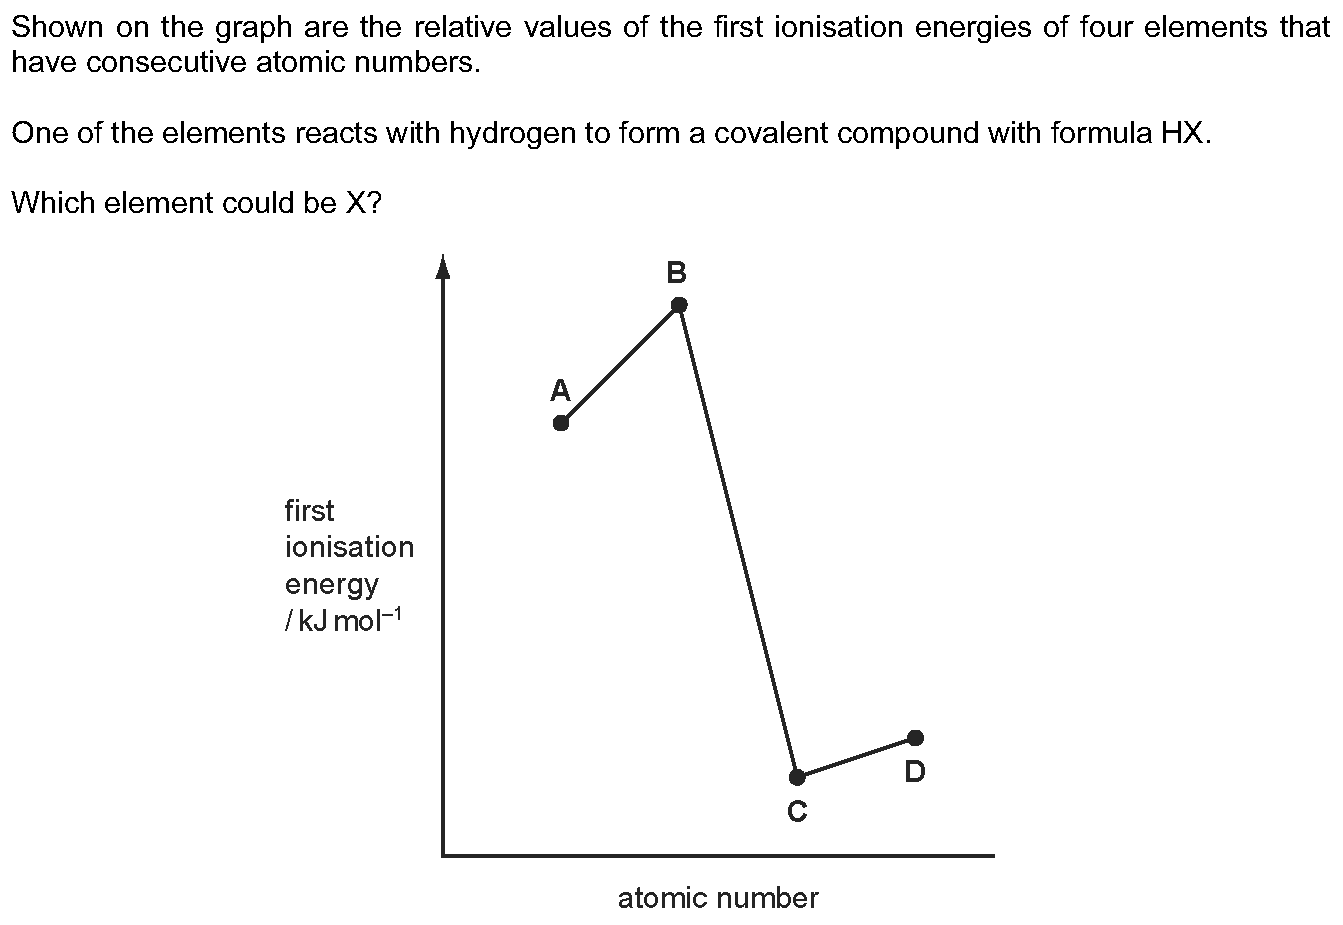 Shown on the graph are the relative values of the first ionisation energies of four elements that
have consecutive atomic numbers.
One of the elements reacts with hydrogen to form a covalent compound with formula HX.
Which element could be X?
B
A
first
ionisation
energy
/ kJ mol⁻¹
D
C
atomic number